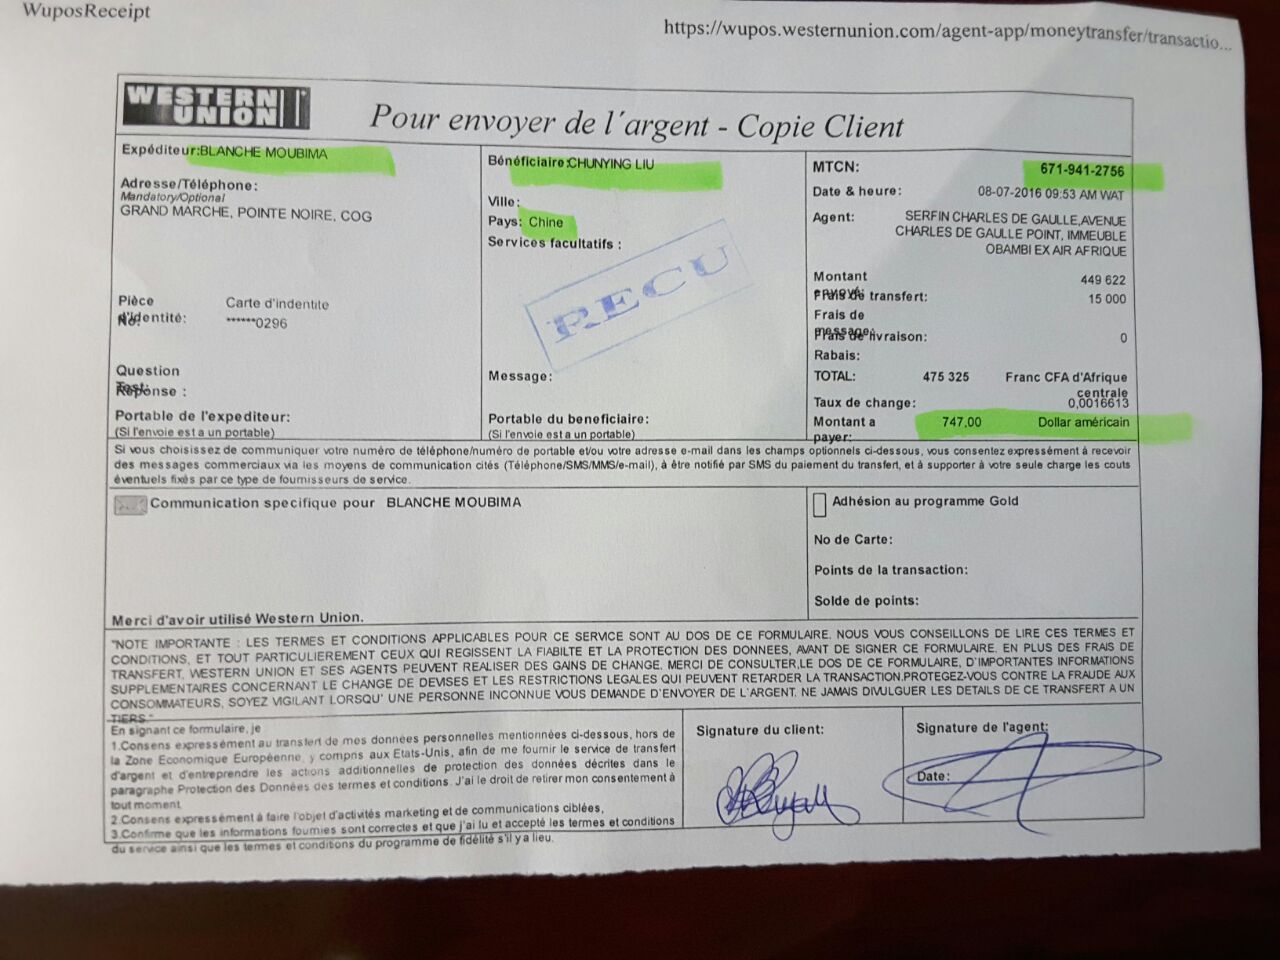 WuposReceipt
https://wupos.westernunion.com/agent-app/moneytransfer/transactio...
WESTERN
UNION
Pour envoyer de l´argent - Copie Client
Expéditeur:BLANCHE MOUBIMA
Adresse/Téléphone:
Mandatory/Optional
GRAND MARCHE, POINTE NOIRE, COG
Pièce
d'identité:
Carte d'indentite
No:
******0296
Question
Test:
Réponse :
Portable de l'expediteur:
(Si l'envoie est a un portable)
Bénéficiaire:CHUNYING LIU
Ville:
Pays: Chine
Services facultatifs :
RECU
Message:
Portable du beneficiaire:
(Si l'envoie est a un portable)
MTCN: 671-941-2756
Date & heure: 08-07-2016 09:53 AM WAT
Agent: SERFIN CHARLES DE GAULLE,AVENUE
CHARLES DE GAULLE POINT, IMMEUBLE
OBAMBI EX AIR AFRIQUE
Montant
449 622
Frais de transfert: 15 000
Frais de
message:
Frais de livraison: 0
Rabais:
TOTAL: 475 325 Franc CFA d'Afrique
centrale
Taux de change: 0,0016613
Montant a
payer:
747,00 Dollar américain
Si vous choisissez de communiquer votre numéro de téléphone/numéro de portable et/ou votre adresse e-mail dans les champs optionnels ci-dessous, vous consentez expressément à recevoir
des messages commerciaux via les moyens de communication cités (Téléphone/SMS/MMS/e-mail), à être notifié par SMS du paiement du transfert, et à supporter à votre seule charge les couts
éventuels fixés par ce type de fournisseurs de service.
Communication specifique pour BLANCHE MOUBIMA
Merci d'avoir utilisé Western Union.
Adhésion au programme Gold
No de Carte:
Points de la transaction:
Solde de points:
"NOTE IMPORTANTE : LES TERMES ET CONDITIONS APPLICABLES POUR CE SERVICE SONT AU DOS DE CE FORMULAIRE. NOUS VOUS CONSEILLONS DE LIRE CES TERMES ET
CONDITIONS, ET TOUT PARTICULIEREMENT CEUX QUI REGISSENT LA FIABILTE ET LA PROTECTION DES DONNEES, AVANT DE SIGNER CE FORMULAIRE. EN PLUS DES FRAIS DE
TRANSFERT, WESTERN UNION ET SES AGENTS PEUVENT REALISER DES GAINS DE CHANGE. MERCI DE CONSULTER,LE DOS DE CE FORMULAIRE, D'IMPORTANTES INFORMATIONS
SUPPLEMENTAIRES CONCERNANT LE CHANGE DE DEVISES ET LES RESTRICTIONS LEGALES QUI PEUVENT RETARDER LA TRANSACTION.PROTEGEZ-VOUS CONTRE LA FRAUDE AUX
CONSOMMATEURS, SOYEZ VIGILANT LORSQU' UNE PERSONNE INCONNUE VOUS DEMANDE D'ENVOYER DE L'ARGENT. NE JAMAIS DIVULGUER LES DETAILS DE CE TRANSFERT A UN
TIERS."
En signant ce formulaire, je
1.Consens expressément au transfert de mes données personnelles mentionnées ci-dessous, hors de
la Zone Economique Européenne, y compris aux Etats-Unis, afin de me fournir le service de transfert
d'argent et d'entreprendre les actions additionnelles de protection des données décrites dans le
paragraphe Protection des Données des termes et conditions. J'ai le droit de retirer mon consentement à
tout moment
2.Consens expressément à faire l'objet d'activités marketing et de communications ciblées,
3.Confirme que les informations fournies sont correctes et que j'ai lu et accepté les termes et conditions
du service ainsi que les termes et conditions du programme de fidélité s'il y a lieu.
Signature du client:
Signature de l'agent:
Date: